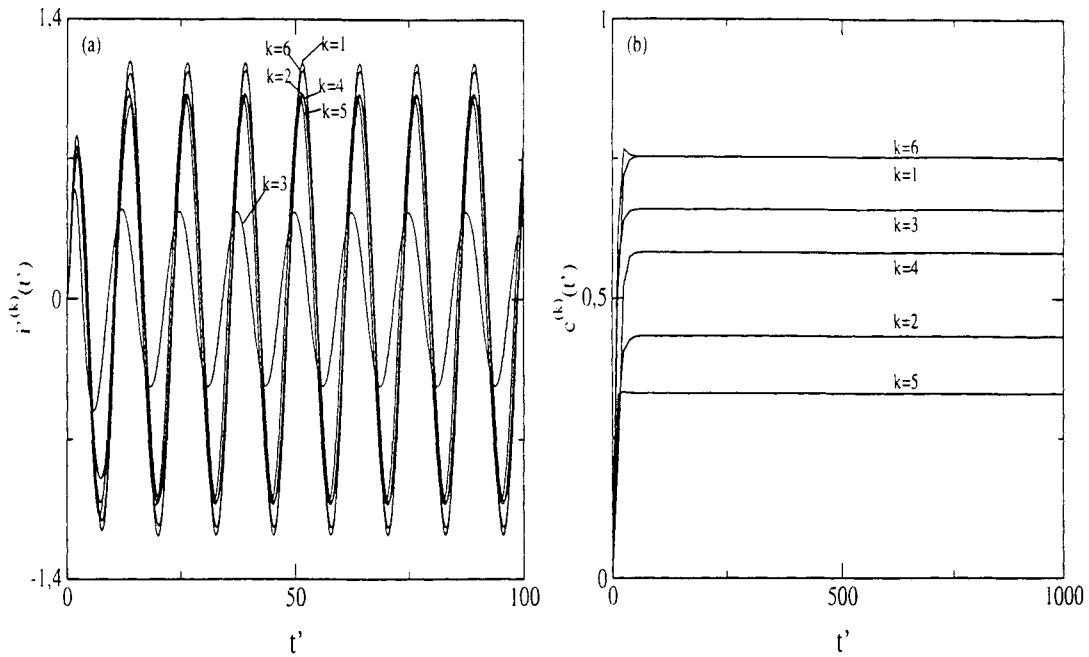 1.4
(a)
k=6
k=1
k=2
k=4
k=5
k=3
i'(k)(t')
0
-1,4
0
50
100
t'
1
(b)
k=6
k=1
k=3
k=4
k=2
k=5
c(k)(t')
0,5
0
0
500
1000
t'